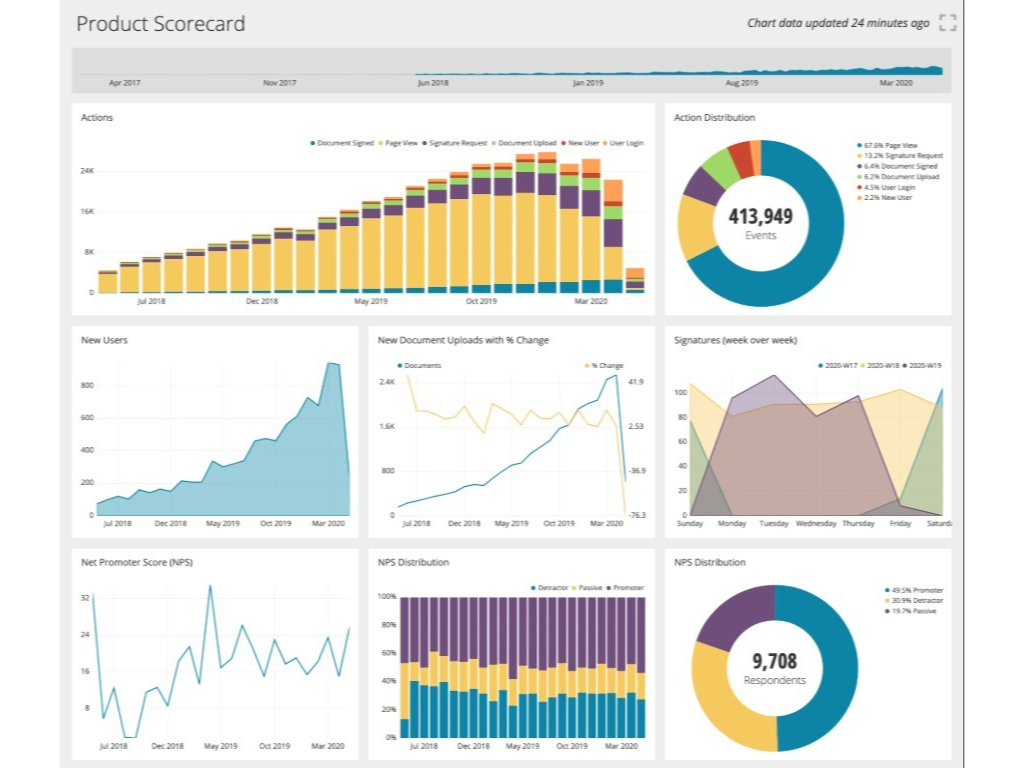 Product Scorecard
Chart data updated 24 minutes ago
Apr 2017 Nov 2017 Jun 2018 Jan 2019 Aug 2019 Mar 2020
Actions
Document Signed Page View Signature Request Document Upload New User User Login
24K
16K
8K
0
Jul 2018 Dec 2018 May 2019 Oct 2019 Mar 2020
Action Distribution
67.6% Page View
13.2% Signature Request
6.4% Document Signed
6.2% Document Upload
4.5% User Login
2.2% New User
413,949
Events
New Users
800
600
400
200
0
Jul 2018 Dec 2018 May 2019 Oct 2019 Mar 2020
New Document Uploads with % Change
Documents % Change
2.4K 41.9
1.6K 2.53
800 -36.9
0 -76.3
Jul 2018 Dec 2018 May 2019 Oct 2019 Mar 2020
Signatures (week over week)
2020-W17 2020-W18 2020-W19
100
80
60
40
20
0
Sunday Monday Tuesday Wednesday Thursday Friday Saturda
Net Promoter Score (NPS)
32
24
16
8
Jul 2018 Dec 2018 May 2019 Oct 2019 Mar 2020
NPS Distribution
Detractor Passive Promoter
100%
80%
60%
40%
20%
0%
Jul 2018 Dec 2018 May 2019 Oct 2019 Mar 2020
NPS Distribution
49.5% Promoter
30.9% Detractor
19.7% Passive
9,708
Respondents